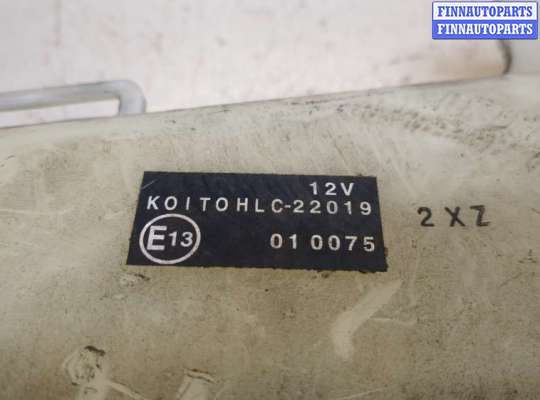 FINNAUTOPARTS
FINNAUTOPARTS
12V
KOITOHLC-22019
E13 010075
2XZ